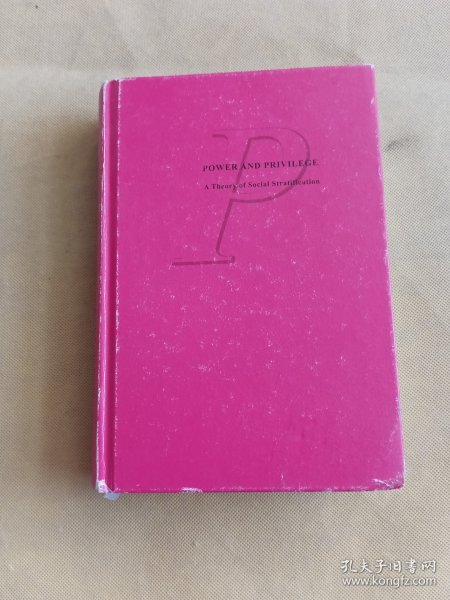 P
POWER AND PRIVILEGE
A Theory of Social Stratification
孔夫子旧书网
www.kongfz.com